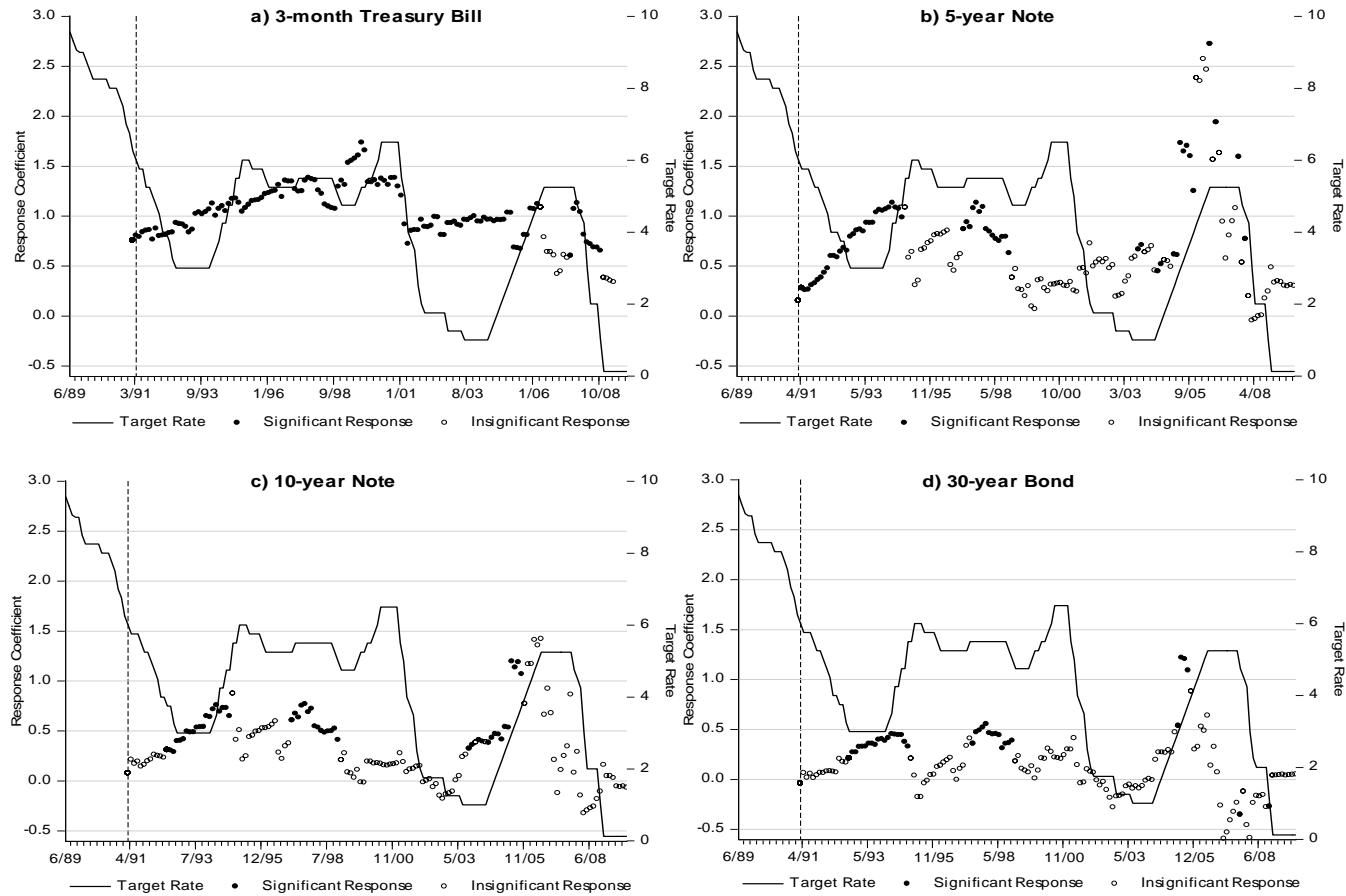 a) 3-month Treasury Bill
3.0
2.5
2.0
1.5
1.0
0.5
0.0
-0.5
Response Coefficient
10
8
6
4
2
0
Target Rate
6/89 3/91 9/93 1/96 9/98 1/01 8/03 1/06 10/08
Target Rate Significant Response Insignificant Response
b) 5-year Note
3.0
2.5
2.0
1.5
1.0
0.5
0.0
-0.5
Response Coefficient
10
8
6
4
2
0
Target Rate
6/89 4/91 5/93 11/95 5/98 10/00 3/03 9/05 4/08
Target Rate Significant Response Insignificant Response
c) 10-year Note
3.0
2.5
2.0
1.5
1.0
0.5
0.0
-0.5
Response Coefficient
10
8
6
4
2
0
Target Rate
6/89 4/91 7/93 12/95 7/98 11/00 5/03 11/05 6/08
Target Rate Significant Response Insignificant Response
d) 30-year Bond
3.0
2.5
2.0
1.5
1.0
0.5
0.0
-0.5
Response Coefficient
10
8
6
4
2
0
Target Rate
6/89 4/91 5/93 11/95 5/98 11/00 5/03 12/05 6/08
Target Rate Significant Response Insignificant Response